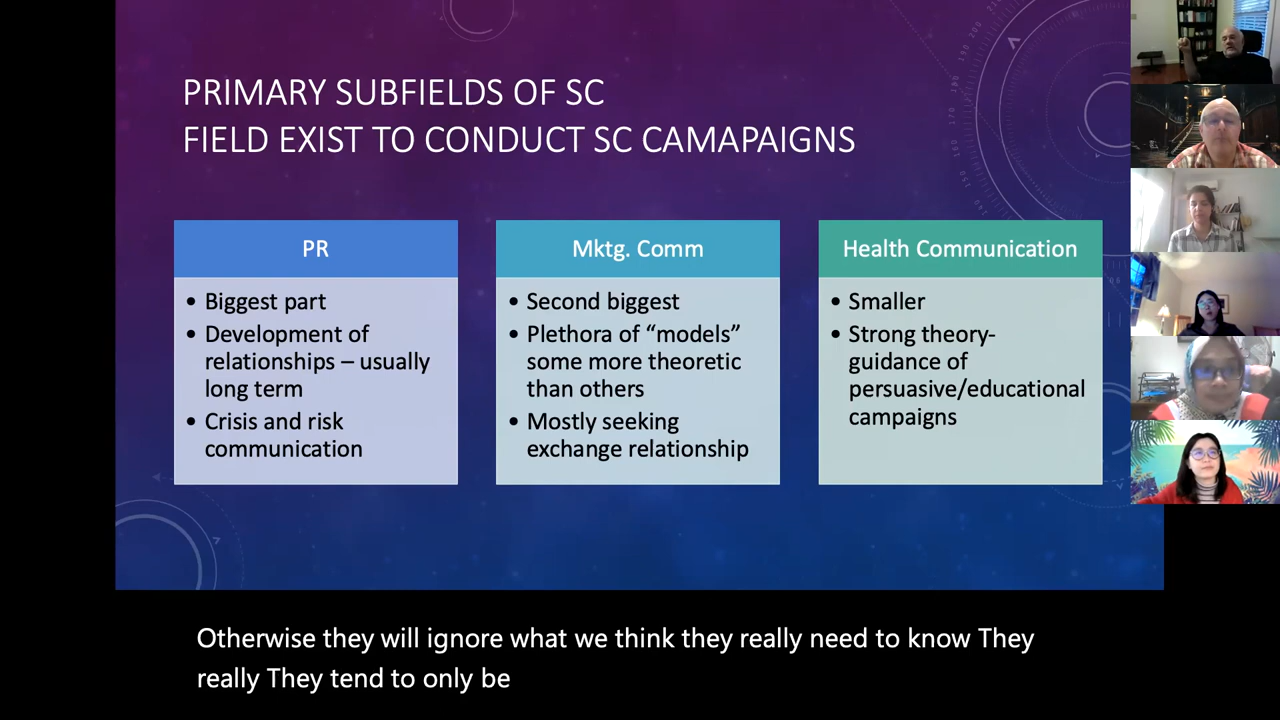 PRIMARY SUBFIELDS OF SC
FIELD EXIST TO CONDUCT SC CAMAPAIGNS
PR
• Biggest part
• Development of
relationships – usually
long term
• Crisis and risk
communication
Mktg. Comm
• Second biggest
• Plethora of “models”
some more theoretic
than others
• Mostly seeking
exchange relationship
Health Communication
• Smaller
• Strong theory-
guidance of
persuasive/educational
campaigns
Otherwise they will ignore what we think they really need to know They
really They tend to only be